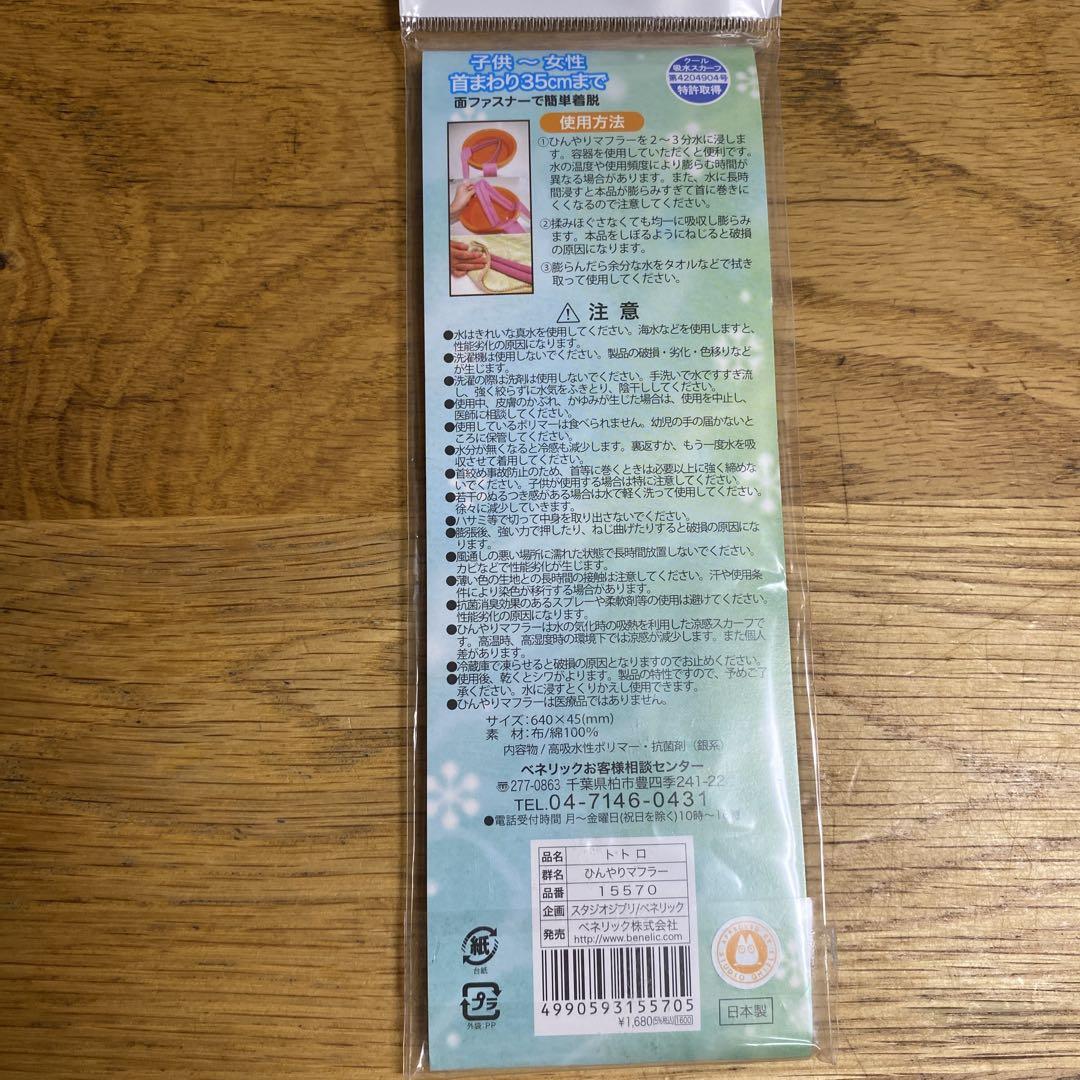 子供～女性
首まわり35cmまで
面ファスナーで簡単着脱
クール
吸水スカーフ
第4204904号
特許取得
使用方法
①ひんやりマフラーを２～３分水に浸しま
す。容器を使用していただくと便利です。
水の温度や使用頻度により膨らむ時間が
異なる場合があります。また、水に長時
間浸すと本品が膨らみすぎて首に巻きに
くくなるので注意してください。
②揉みほぐさなくても均一に吸収し膨らみ
ます。本品をしぼるようにねじると破損
の原因になります。
③膨らんだら余分な水をタオルなどで拭き
取って使用してください。
注意
●水はきれいな真水を使用してください。海水などを使用しますと、
性能劣化の原因になります。
●洗濯機は使用しないでください。製品の破損・劣化・色移りなど
が生じます。
●洗濯の際は洗剤は使用しないでください。手洗いで水ですすぎ流
し、強く絞らずに水気をふきとり、陰干ししてください。
●使用中、皮膚のかぶれ、かゆみが生じた場合は、使用を中止し、
医師に相談してください。
●使用しているポリマーは食べられません。幼児の手の届かないと
ころに保管してください。
●水分が無くなると冷感も減少します。裏返すか、もう一度水を吸
収させて着用してください。
●首絞め事故防止のため、首等に巻くときは必要以上に強く締めな
いでください。子供が使用する場合は特に注意してください。
●若干のぬるつき感がある場合は水で軽く洗って使用してください。
徐々に減少していきます。
●ハサミ等で切って中身を取り出さないでください。
●膨張後、強い力で押したり、ねじ曲げたりすると破損の原因にな
ります。
●風通しの悪い場所に濡れた状態で長時間放置しないでください。
カビなどで性能劣化が生じます。
●薄い色の生地との長時間の接触は注意してください。汗や使用条
件により染色が移行する場合があります。
●抗菌消臭効果のあるスプレーや柔軟剤等の使用は避けてください。
性能劣化の原因になります。
●ひんやりマフラーは水の気化時の吸熱を利用した涼感スカーフで
す。高温時、高湿度時の環境下では涼感が減少します。また個人
差があります。
●冷蔵庫で凍らせると破損の原因となりますのでお止めください。
●使用後、乾くとシワがよります。製品の特性ですので、予めご了
承ください。水に浸すとくりかえし使用できます。
●ひんやりマフラーは医療品ではありません。
サイズ：640×45(mm)
素　材：布/綿100％
内容物/高吸水性ポリマー・抗菌剤（銀系）
ベネリックお客様相談センター
〒277-0863 千葉県柏市豊四季241-22
TEL.04-7146-0431
●電話受付時間 月～金曜日(祝日を除く)10時～1
品名 トトロ
群名 ひんやりマフラー
品番 15570
企画 スタジオジブリ/ベネリック
発売 ベネリック株式会社
http://www.benelic.com
4990593155705
¥1,680(5%税込) 1600
紙
台紙
プラ
外袋:PP
日本製